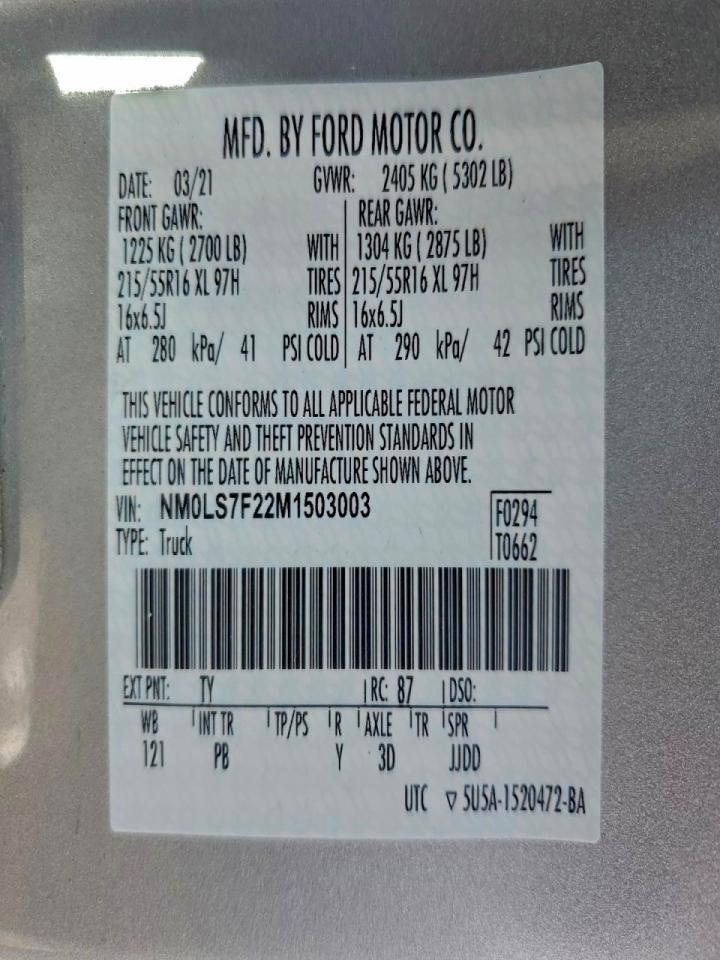 MFD. BY FORD MOTOR CO.
DATE: 03/21 GVWR: 2405 KG ( 5302 LB)
FRONT GAWR: REAR GAWR:
1225 KG ( 2700 LB) WITH 1304 KG ( 2875 LB) WITH
215/55R16 XL 97H TIRES 215/55R16 XL 97H TIRES
16x6.5J RIMS 16x6.5J RIMS
AT 280 kPa/ 41 PSI COLD AT 290 kPa/ 42 PSI COLD
THIS VEHICLE CONFORMS TO ALL APPLICABLE FEDERAL MOTOR
VEHICLE SAFETY AND THEFT PREVENTION STANDARDS IN
EFFECT ON THE DATE OF MANUFACTURE SHOWN ABOVE.
VIN: NM0LS7F22M1503003 F0294
TYPE: Truck T0662
EXT PNT: TY RC: 87 DSO:
WB INT TR TP/PS R AXLE TR SPR
121 PB Y 3D JJDD
UTC ▽ 5U5A-1520472-BA